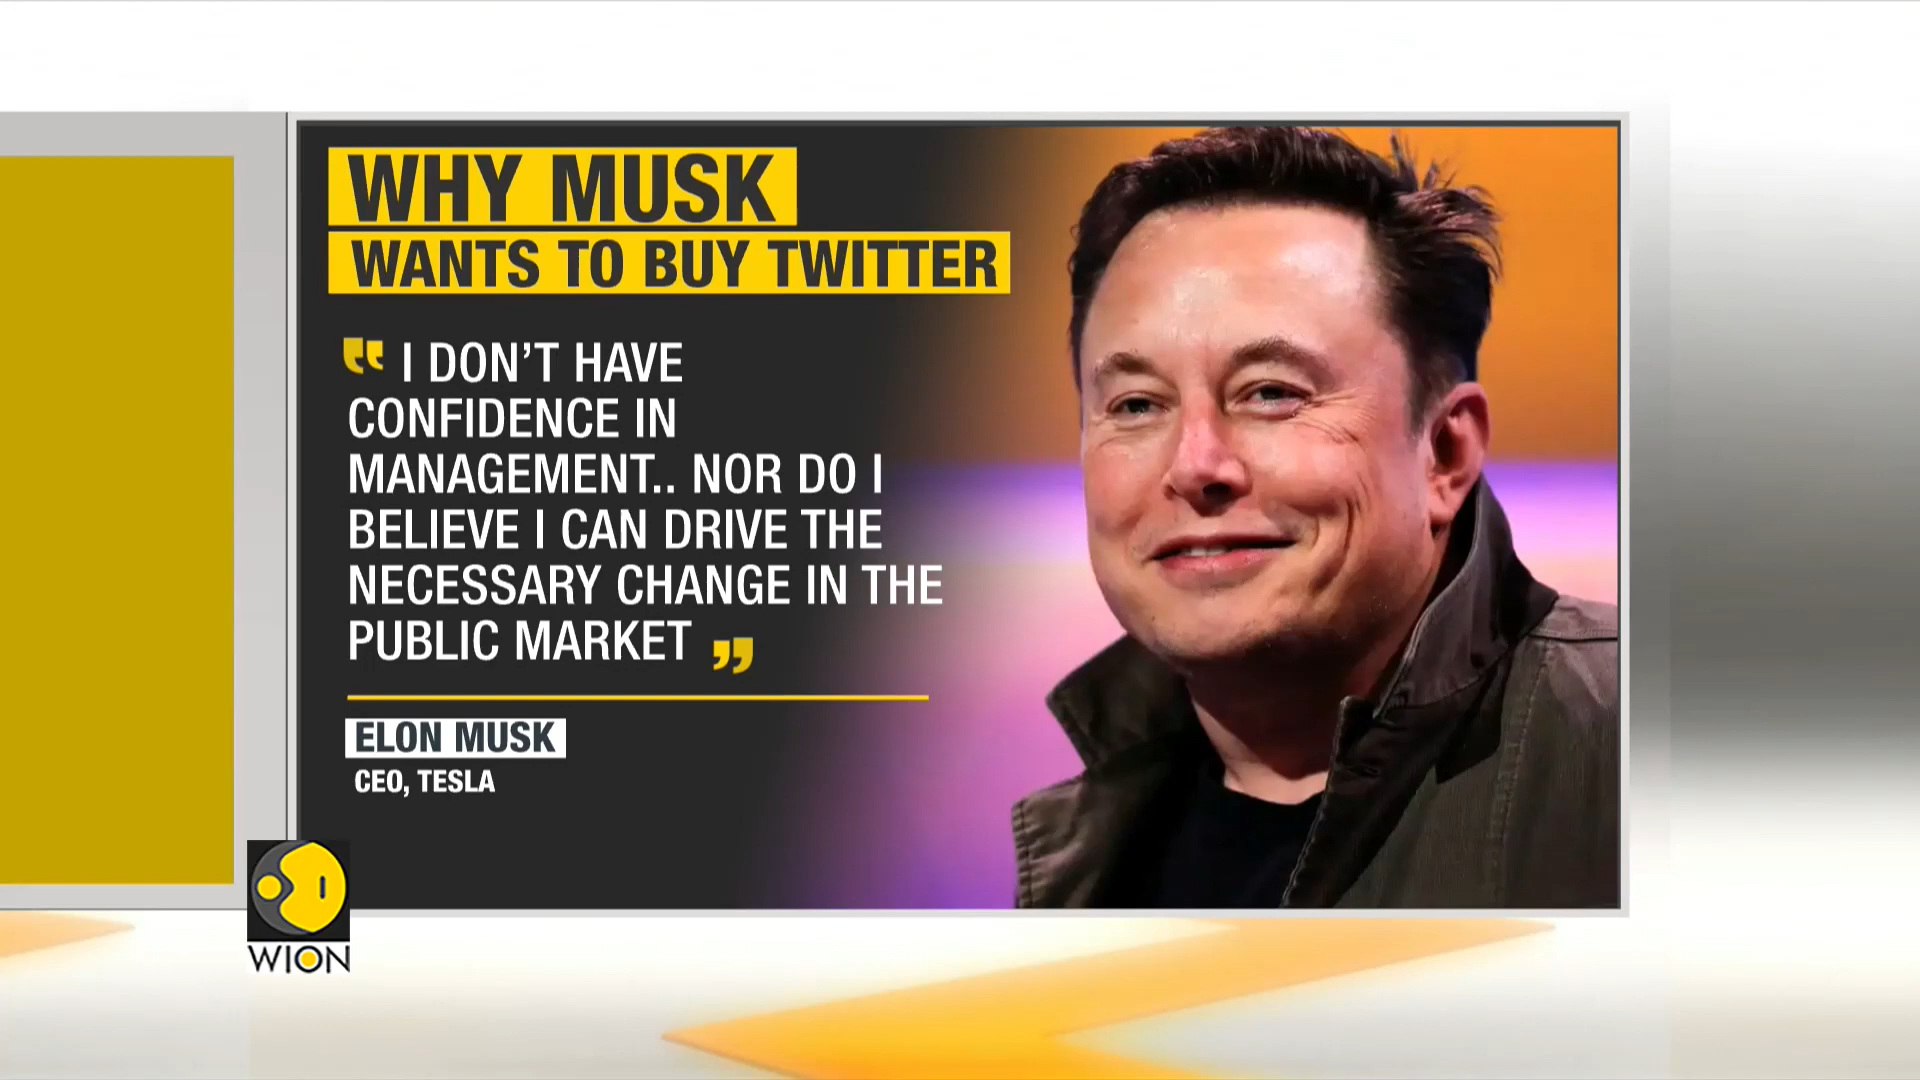 WHY MUSK
WANTS TO BUY TWITTER
“ I DON’T HAVE
CONFIDENCE IN
MANAGEMENT.. NOR DO I
BELIEVE I CAN DRIVE THE
NECESSARY CHANGE IN THE
PUBLIC MARKET ”
ELON MUSK
CEO, TESLA
WION